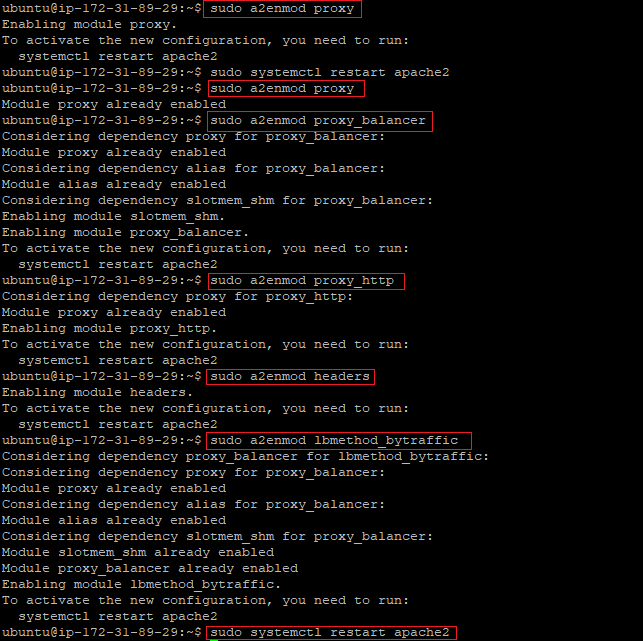 ubuntu@ip-172-31-89-29:~$ sudo a2enmod proxy
Enabling module proxy.
To activate the new configuration, you need to run:
  systemctl restart apache2
ubuntu@ip-172-31-89-29:~$ sudo systemctl restart apache2
ubuntu@ip-172-31-89-29:~$ sudo a2enmod proxy
Module proxy already enabled
ubuntu@ip-172-31-89-29:~$ sudo a2enmod proxy_balancer
Considering dependency proxy for proxy_balancer:
Module proxy already enabled
Considering dependency alias for proxy_balancer:
Module alias already enabled
Considering dependency slotmem_shm for proxy_balancer:
Enabling module slotmem_shm.
Enabling module proxy_balancer.
To activate the new configuration, you need to run:
  systemctl restart apache2
ubuntu@ip-172-31-89-29:~$ sudo a2enmod proxy_http
Considering dependency proxy for proxy_http:
Module proxy already enabled
Enabling module proxy_http.
To activate the new configuration, you need to run:
  systemctl restart apache2
ubuntu@ip-172-31-89-29:~$ sudo a2enmod headers
Enabling module headers.
To activate the new configuration, you need to run:
  systemctl restart apache2
ubuntu@ip-172-31-89-29:~$ sudo a2enmod lbmethod_bytraffic
Considering dependency proxy_balancer for lbmethod_bytraffic:
Considering dependency proxy for proxy_balancer:
Module proxy already enabled
Considering dependency alias for proxy_balancer:
Module alias already enabled
Considering dependency slotmem_shm for proxy_balancer:
Module slotmem_shm already enabled
Module proxy_balancer already enabled
Enabling module lbmethod_bytraffic.
To activate the new configuration, you need to run:
  systemctl restart apache2
ubuntu@ip-172-31-89-29:~$ sudo systemctl restart apache2